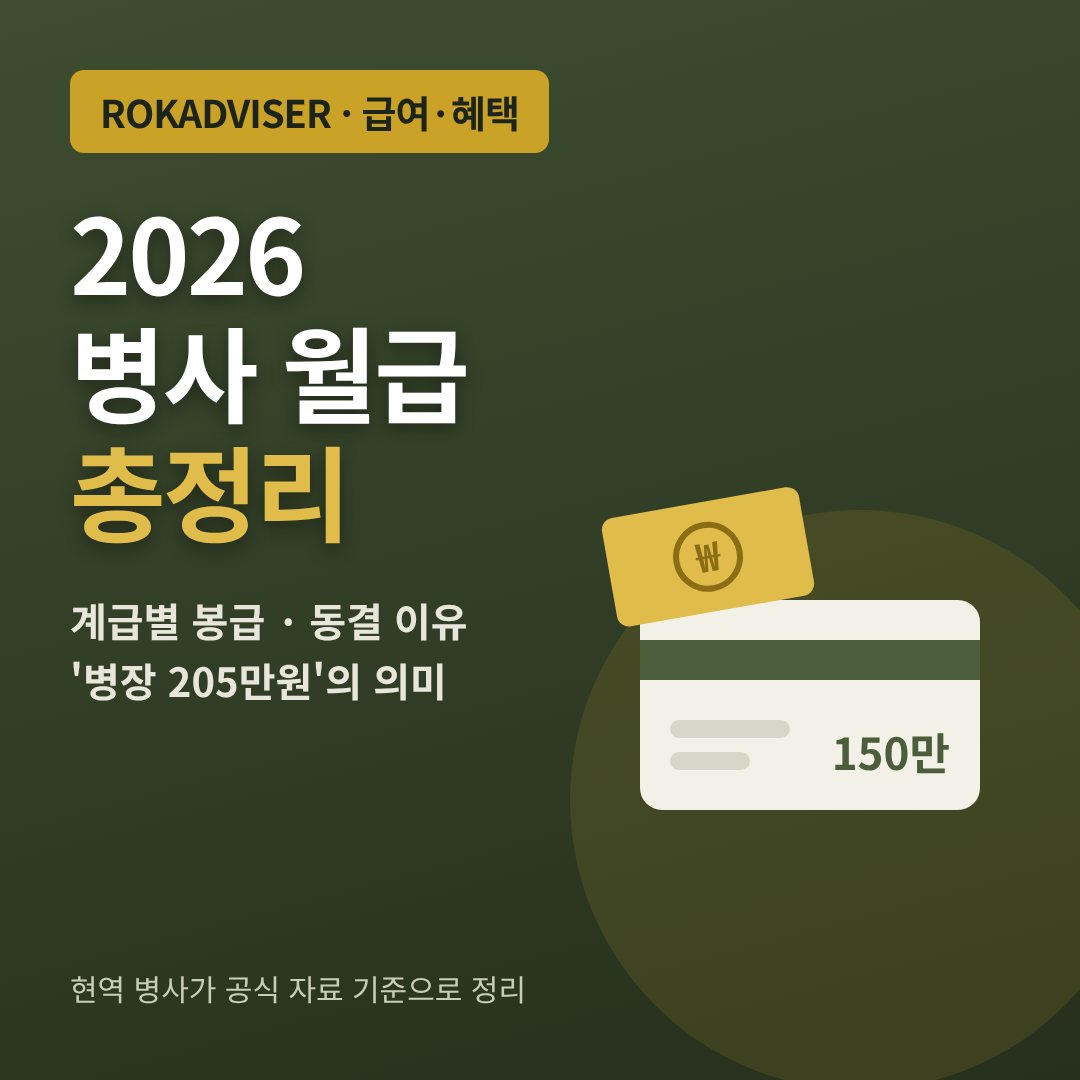 ROKADVISER · 급여·혜택
2026
병사 월급
총정리
계급별 봉급 · 동결 이유
'병장 205만원'의 의미
₩
150만
현역 병사가 공식 자료 기준으로 정리